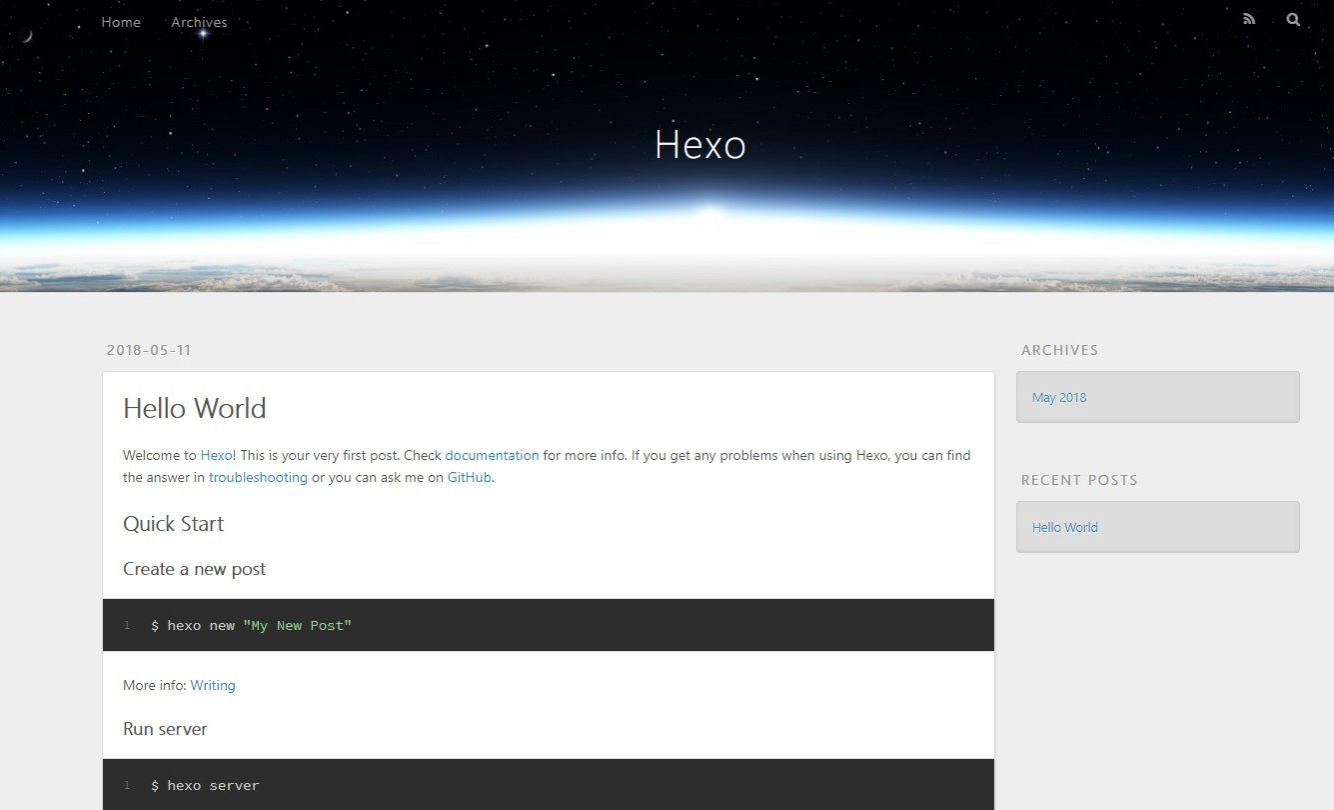 Home Archives
Hexo
2018-05-11
Hello World
Welcome to Hexo! This is your very first post. Check documentation for more info. If you get any problems when using Hexo, you can find
the answer in troubleshooting or you can ask me on GitHub.
Quick Start
Create a new post
1 $ hexo new "My New Post"
More info: Writing
Run server
1 $ hexo server
ARCHIVES
May 2018
RECENT POSTS
Hello World